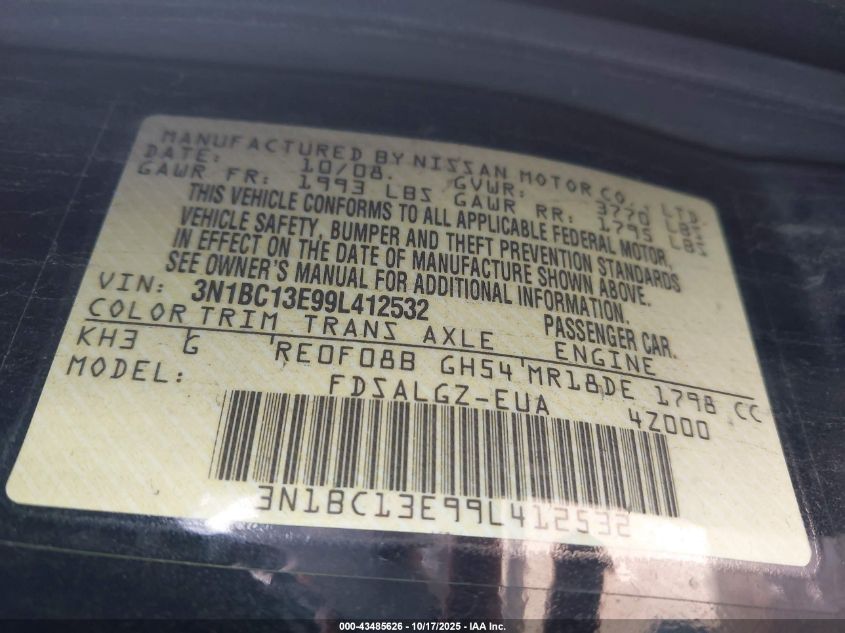 MANUFACTURED BY NISSAN MOTOR CO., LTD.
DATE: 10/08. GVWR: 3770 LBS
GAWR FR: 1993 LBS GAWR RR: 1795 LBS
THIS VEHICLE CONFORMS TO ALL APPLICABLE FEDERAL MOTOR
VEHICLE SAFETY, BUMPER AND THEFT PREVENTION STANDARDS
IN EFFECT ON THE DATE OF MANUFACTURE SHOWN ABOVE.
SEE OWNER'S MANUAL FOR ADDITIONAL INFORMATION.
VIN: 3N1BC13E99L412532 PASSENGER CAR.
COLOR TRIM TRANS AXLE ENGINE
KH3 G RE0F08B GH54 MR18DE 1798 CC
MODEL: FDSALGZ-EUA 4Z000
3N1BC13E99L412532
000-43485626 - 10/17/2025 - IAA Inc.